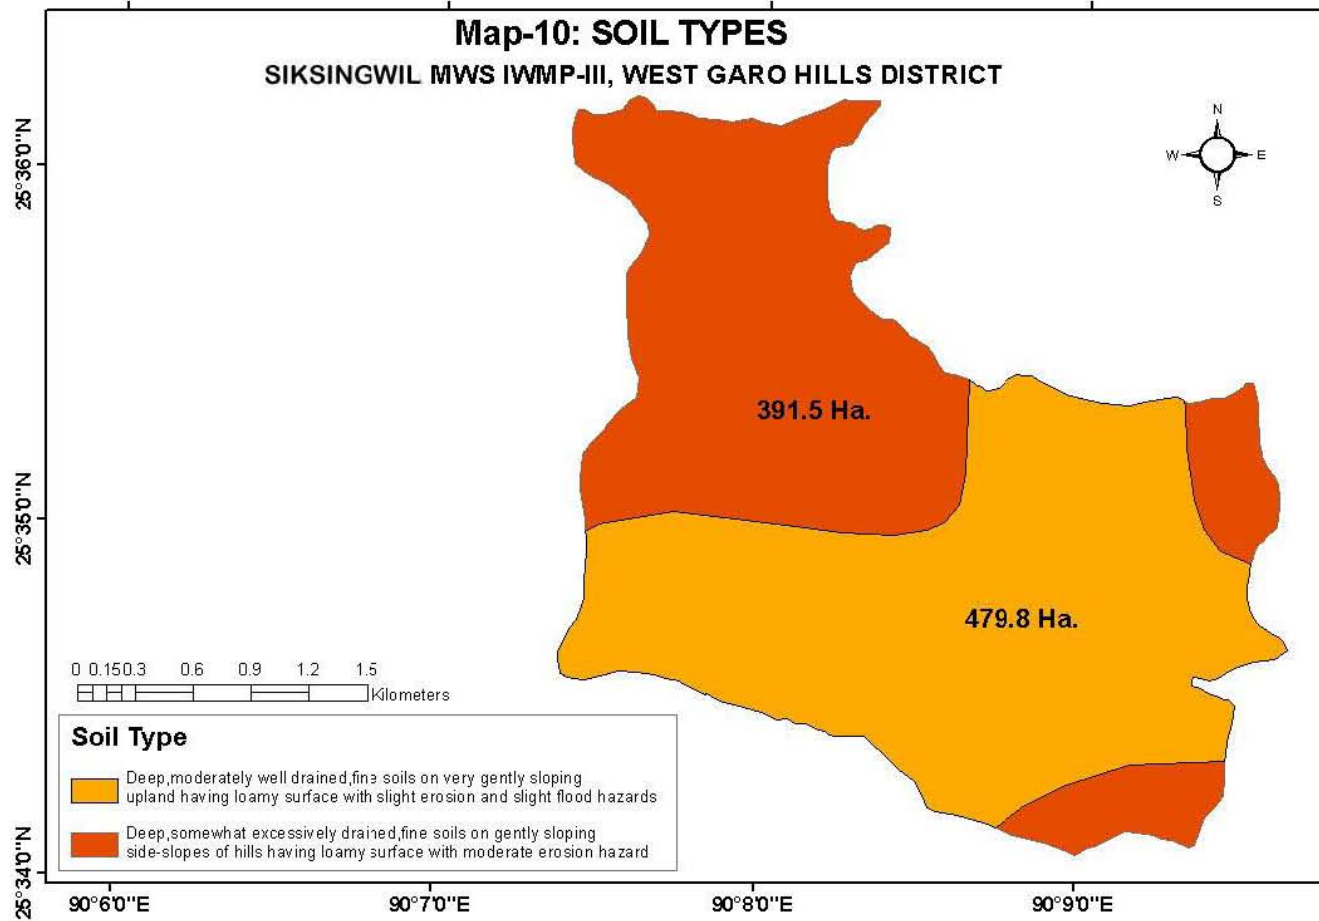 Map-10: SOIL TYPES
SIKSINGWIL MWS IWMP-III, WEST GARO HILLS DISTRICT
N
W E
S
25°36'0"N
25°35'0"N
25°34'0"N
391.5 Ha.
479.8 Ha.
0 0.15 0.3 0.6 0.9 1.2 1.5
Kilometers
Soil Type
Deep,moderately well drained,fine soils on very gently sloping
upland having loamy surface with slight erosion and slight flood hazards
Deep,somewhat excessively drained,fine soils on gently sloping
side-slopes of hills having loamy surface with moderate erosion hazard
90°6'0"E 90°7'0"E 90°8'0"E 90°9'0"E